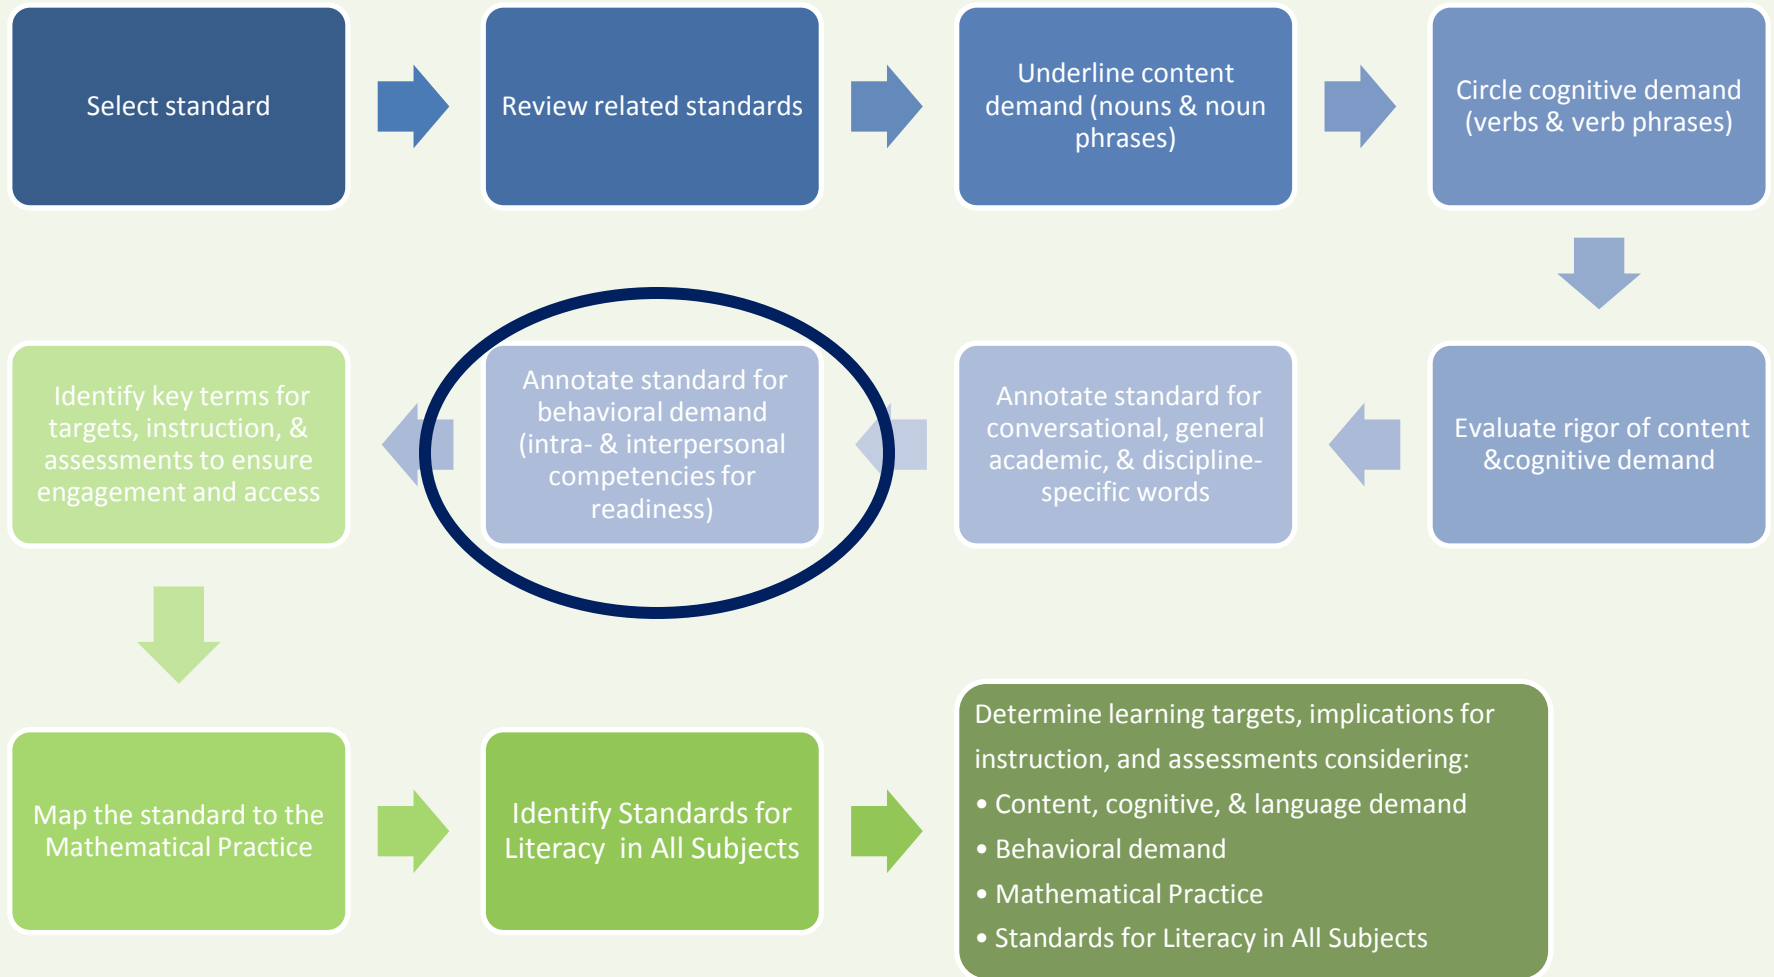 Select standard
Review related standards
Underline content
demand (nouns & noun
phrases)
Circle cognitive demand
(verbs & verb phrases)
Evaluate rigor of content
&cognitive demand
Annotate standard for
conversational, general
academic, & discipline-
specific words
Annotate standard for
behavioral demand
(intra- & interpersonal
competencies for
readiness)
Identify key terms for
targets, instruction, &
assessments to ensure
engagement and access
Map the standard to the
Mathematical Practice
Identify Standards for
Literacy in All Subjects
Determine learning targets, implications for
instruction, and assessments considering:
• Content, cognitive, & language demand
• Behavioral demand
• Mathematical Practice
• Standards for Literacy in All Subjects